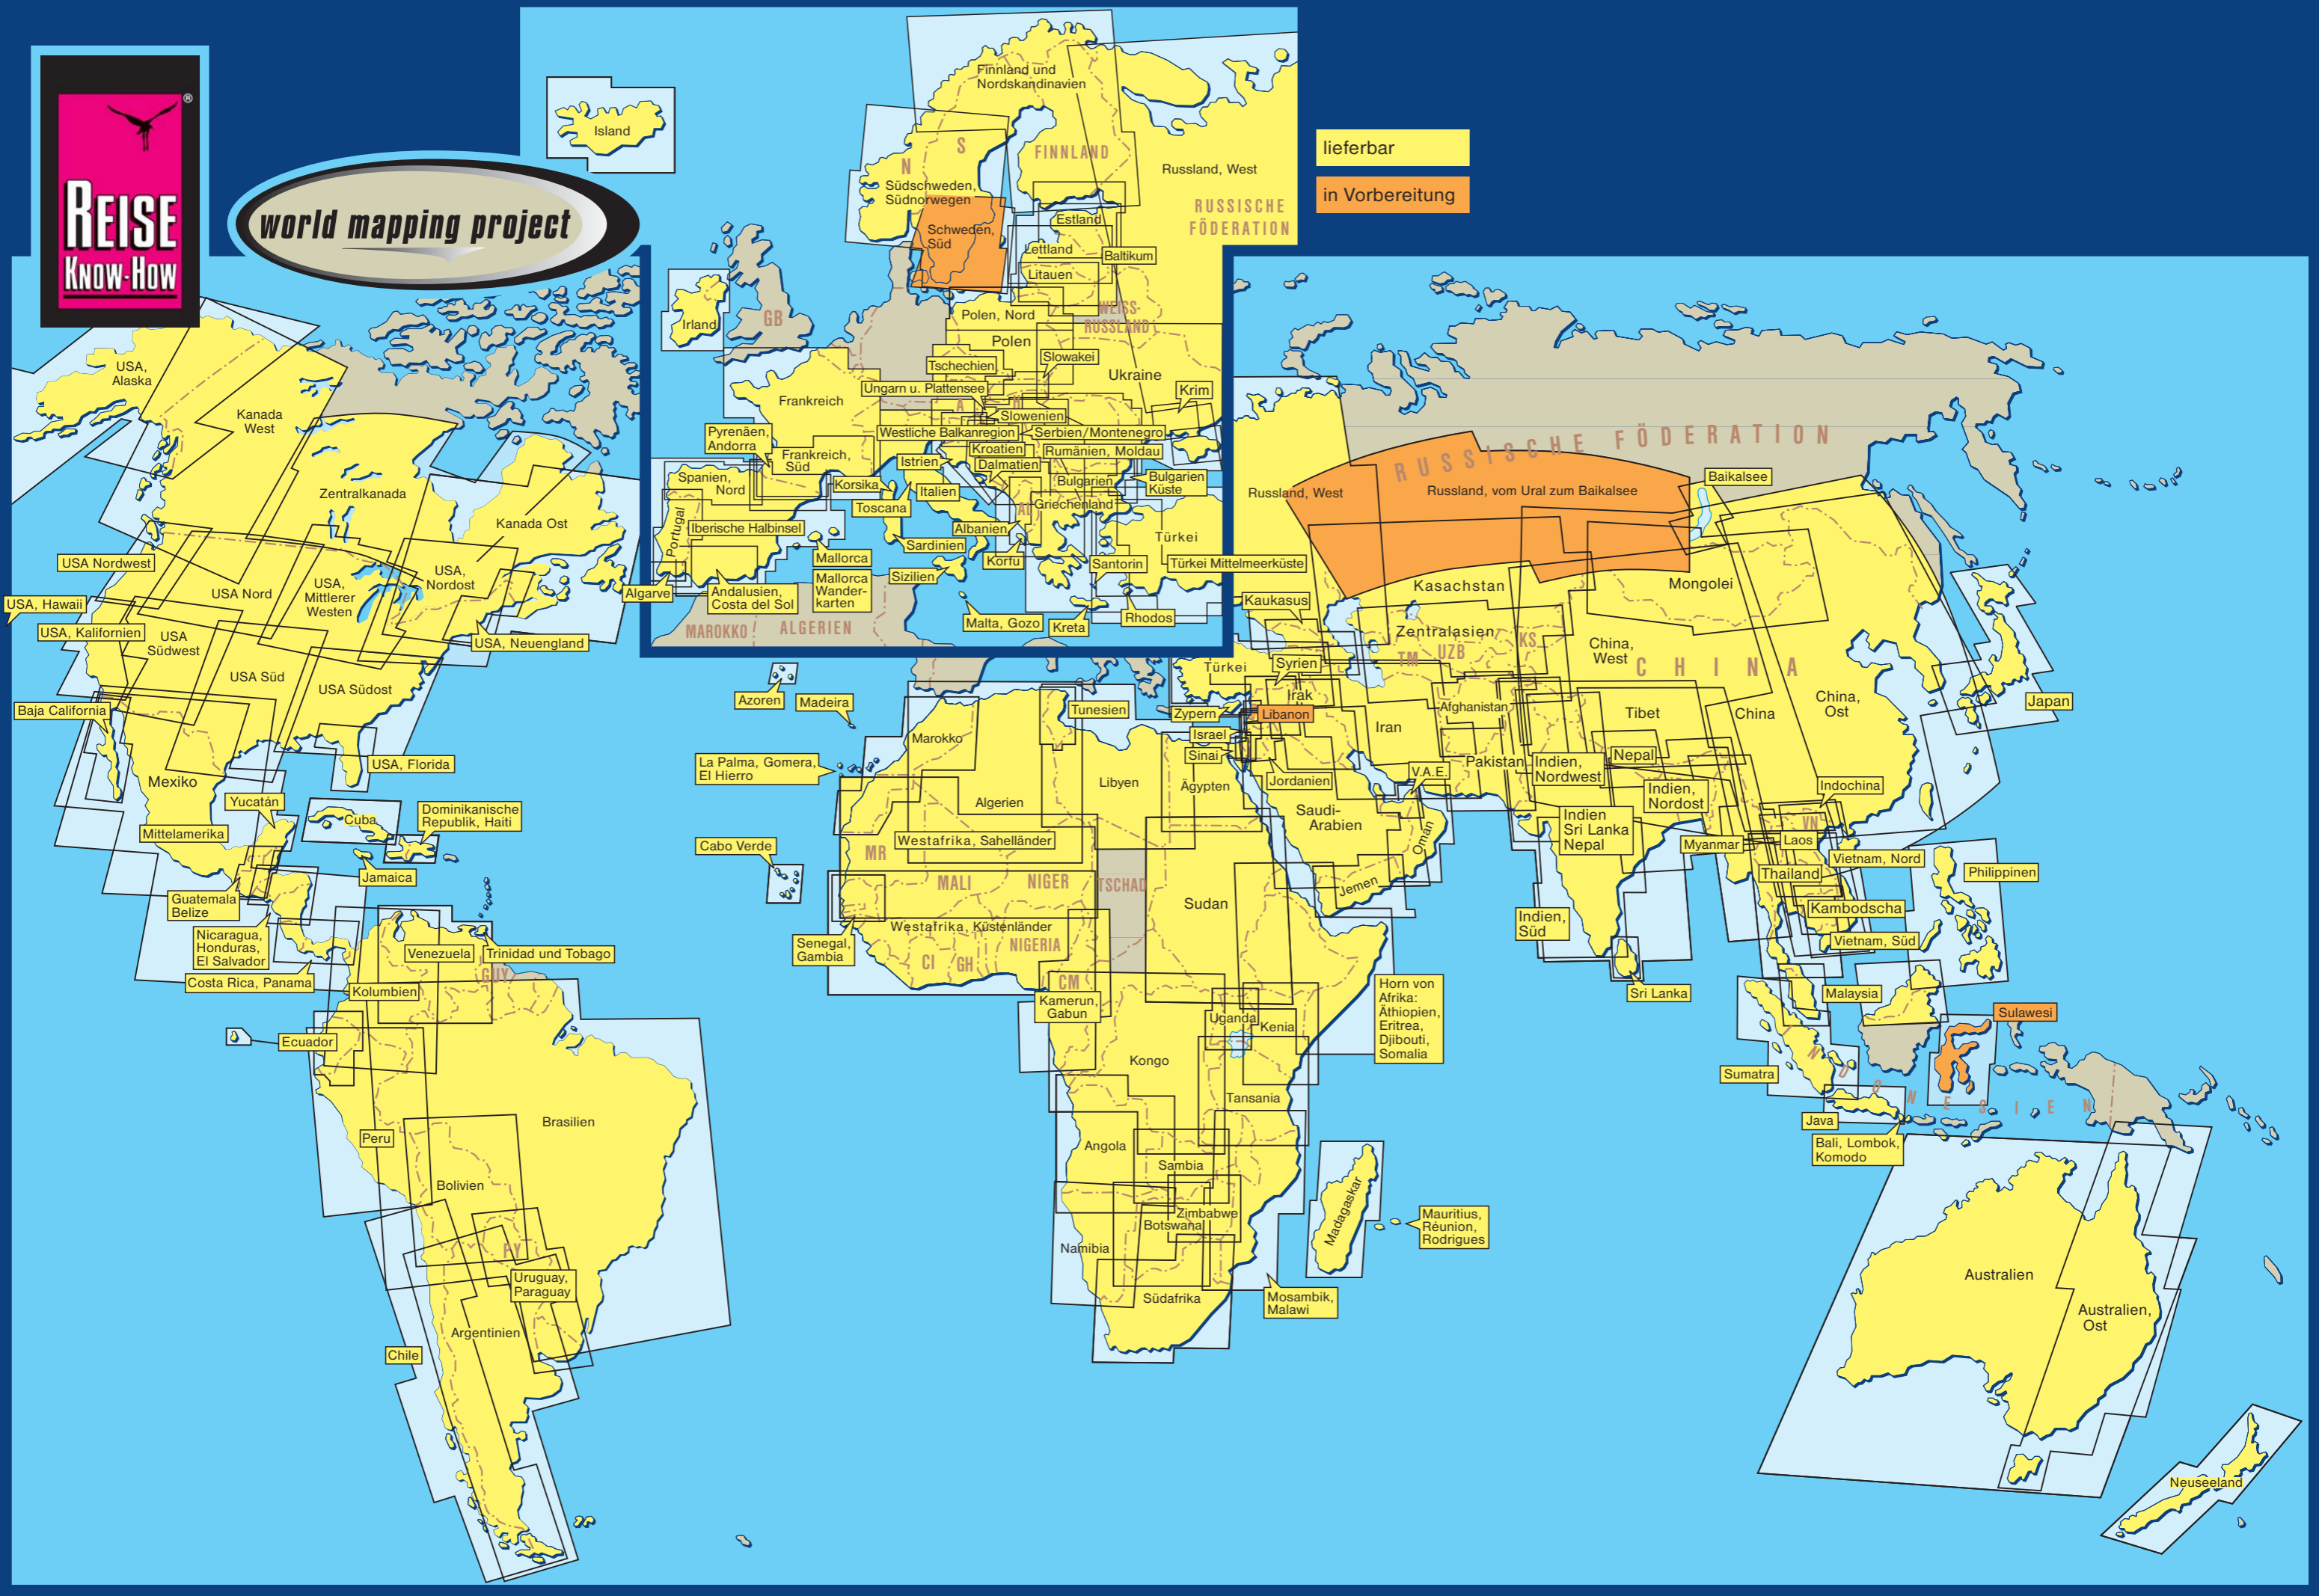 REISE
KNOW-HOW
®
world mapping project
lieferbar
in Vorbereitung
Island
Finnland und
Nordskandinavien
N
S
FINNLAND
Südschweden,
Südnorwegen
Schweden,
Süd
Russland, West
RUSSISCHE
FÖDERATION
Estland
Lettland
Baltikum
Litauen
Irland
GB
Polen, Nord
WEISS-
RUSSLAND
Polen
Slowakei
Tschechien
Ukraine
Ungarn u. Plattensee
Krim
Frankreich
A
H
Slowenien
Pyrenäen,
Andorra
Westliche Balkanregion
Serbien/Montenegro
Frankreich,
Süd
Kroatien
Rumänien, Moldau
Istrien
Dalmatien
Spanien,
Nord
Korsika
Italien
Bulgarien
Bulgarien
Küste
Toscana
Griechenland
AL
Portugal
Iberische Halbinsel
Albanien
Türkei
Sardinien
Mallorca
Korfu
Santorin
Türkei Mittelmeerküste
Mallorca
Wander-
karten
Sizilien
Algarve
Andalusien,
Costa del Sol
Malta, Gozo
Kreta
Rhodos
MAROKKO
ALGERIEN
USA,
Alaska
Kanada
West
Zentralkanada
Kanada Ost
USA Nordwest
USA Nord
USA,
Mittlerer
Westen
USA,
Nordost
USA, Hawaii
USA, Kalifornien
USA
Südwest
USA, Neuengland
USA Süd
USA Südost
Baja California
USA, Florida
Mexiko
Yucatán
Cuba
Dominikanische
Republik, Haiti
Mittelamerika
Jamaica
Guatemala
Belize
Nicaragua,
Honduras,
El Salvador
Costa Rica, Panama
Venezuela
Trinidad und Tobago
GUY
Kolumbien
Ecuador
Brasilien
Peru
Bolivien
PY
Uruguay,
Paraguay
Argentinien
Chile
Azoren
Madeira
Tunesien
Marokko
La Palma, Gomera,
El Hierro
Libyen
Ägypten
Algerien
Westafrika, Sahelländer
Cabo Verde
MR
MALI
NIGER
TSCHAD
Sudan
Westafrika, Küstenländer
Senegal,
Gambia
CI
GH
NIGERIA
CM
Kamerun,
Gabun
Horn von
Afrika:
Äthiopien,
Eritrea,
Djibouti,
Somalia
Uganda
Kenia
Kongo
Tansania
Angola
Sambia
Zimbabwe
Botswana
Namibia
Südafrika
Madagaskar
Mauritius,
Réunion,
Rodrigues
Mosambik,
Malawi
RUSSISCHE FÖDERATION
Russland, West
Russland, vom Ural zum Baikalsee
Baikalsee
Kasachstan
Mongolei
Kaukasus
Zentralasien
TM
UZB
KS
China,
West
CHINA
Türkei
Syrien
Irak
Zypern
Libanon
Iran
Afghanistan
Tibet
China
China,
Ost
Japan
Israel
Sinai
Jordanien
V.A.E.
Pakistan
Indien,
Nordwest
Nepal
Indien,
Nordost
Indochina
Saudi-
Arabien
Oman
Jemen
Indien
Sri Lanka
Nepal
Myanmar
VN
Laos
Vietnam, Nord
Thailand
Philippinen
Kambodscha
Indien,
Süd
Vietnam, Süd
Sri Lanka
Malaysia
Sulawesi
Sumatra
NDONESIEN
Java
Bali, Lombok,
Komodo
Australien
Australien,
Ost
Neuseeland